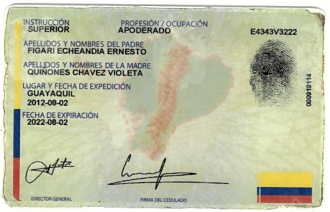 INSTRUCCIÓN PROFESIÓN / OCUPACIÓN
SUPERIOR APODERADO E4343V3222
APELLIDOS Y NOMBRES DEL PADRE
FIGARI ECHEANDIA ERNESTO
APELLIDOS Y NOMBRES DE LA MADRE
QUIÑONES CHAVEZ VIOLETA
LUGAR Y FECHA DE EXPEDICIÓN
GUAYAQUIL
2012-08-02
FECHA DE EXPIRACIÓN
2022-08-02
DIRECTOR GENERAL FIRMA DEL CEDULADO